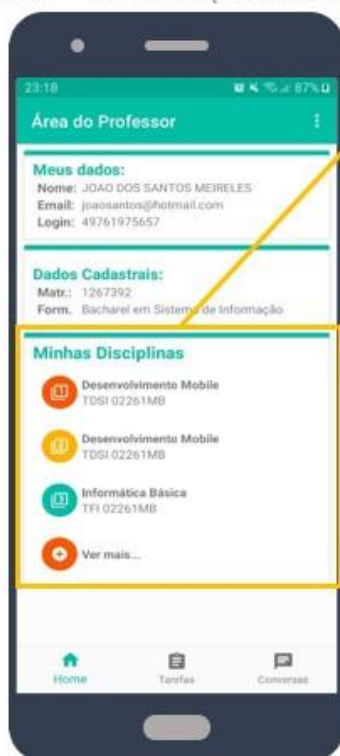 23:18 87%
Área do Professor
Meus dados:
Nome: JOAO DOS SANTOS MEIRELES
Email: joaosantos@hotmail.com
Login: 49761975657
Dados Cadastrais:
Matr.: 1267392
Form. Bacharel em Sistema de Informação
Minhas Disciplinas
Desenvolvimento Mobile
TDSI 02261MB
Desenvolvimento Mobile
TDSI 02261MB
Informática Básica
TFI 02261MB
Ver mais...
Home Tarefas Conversas